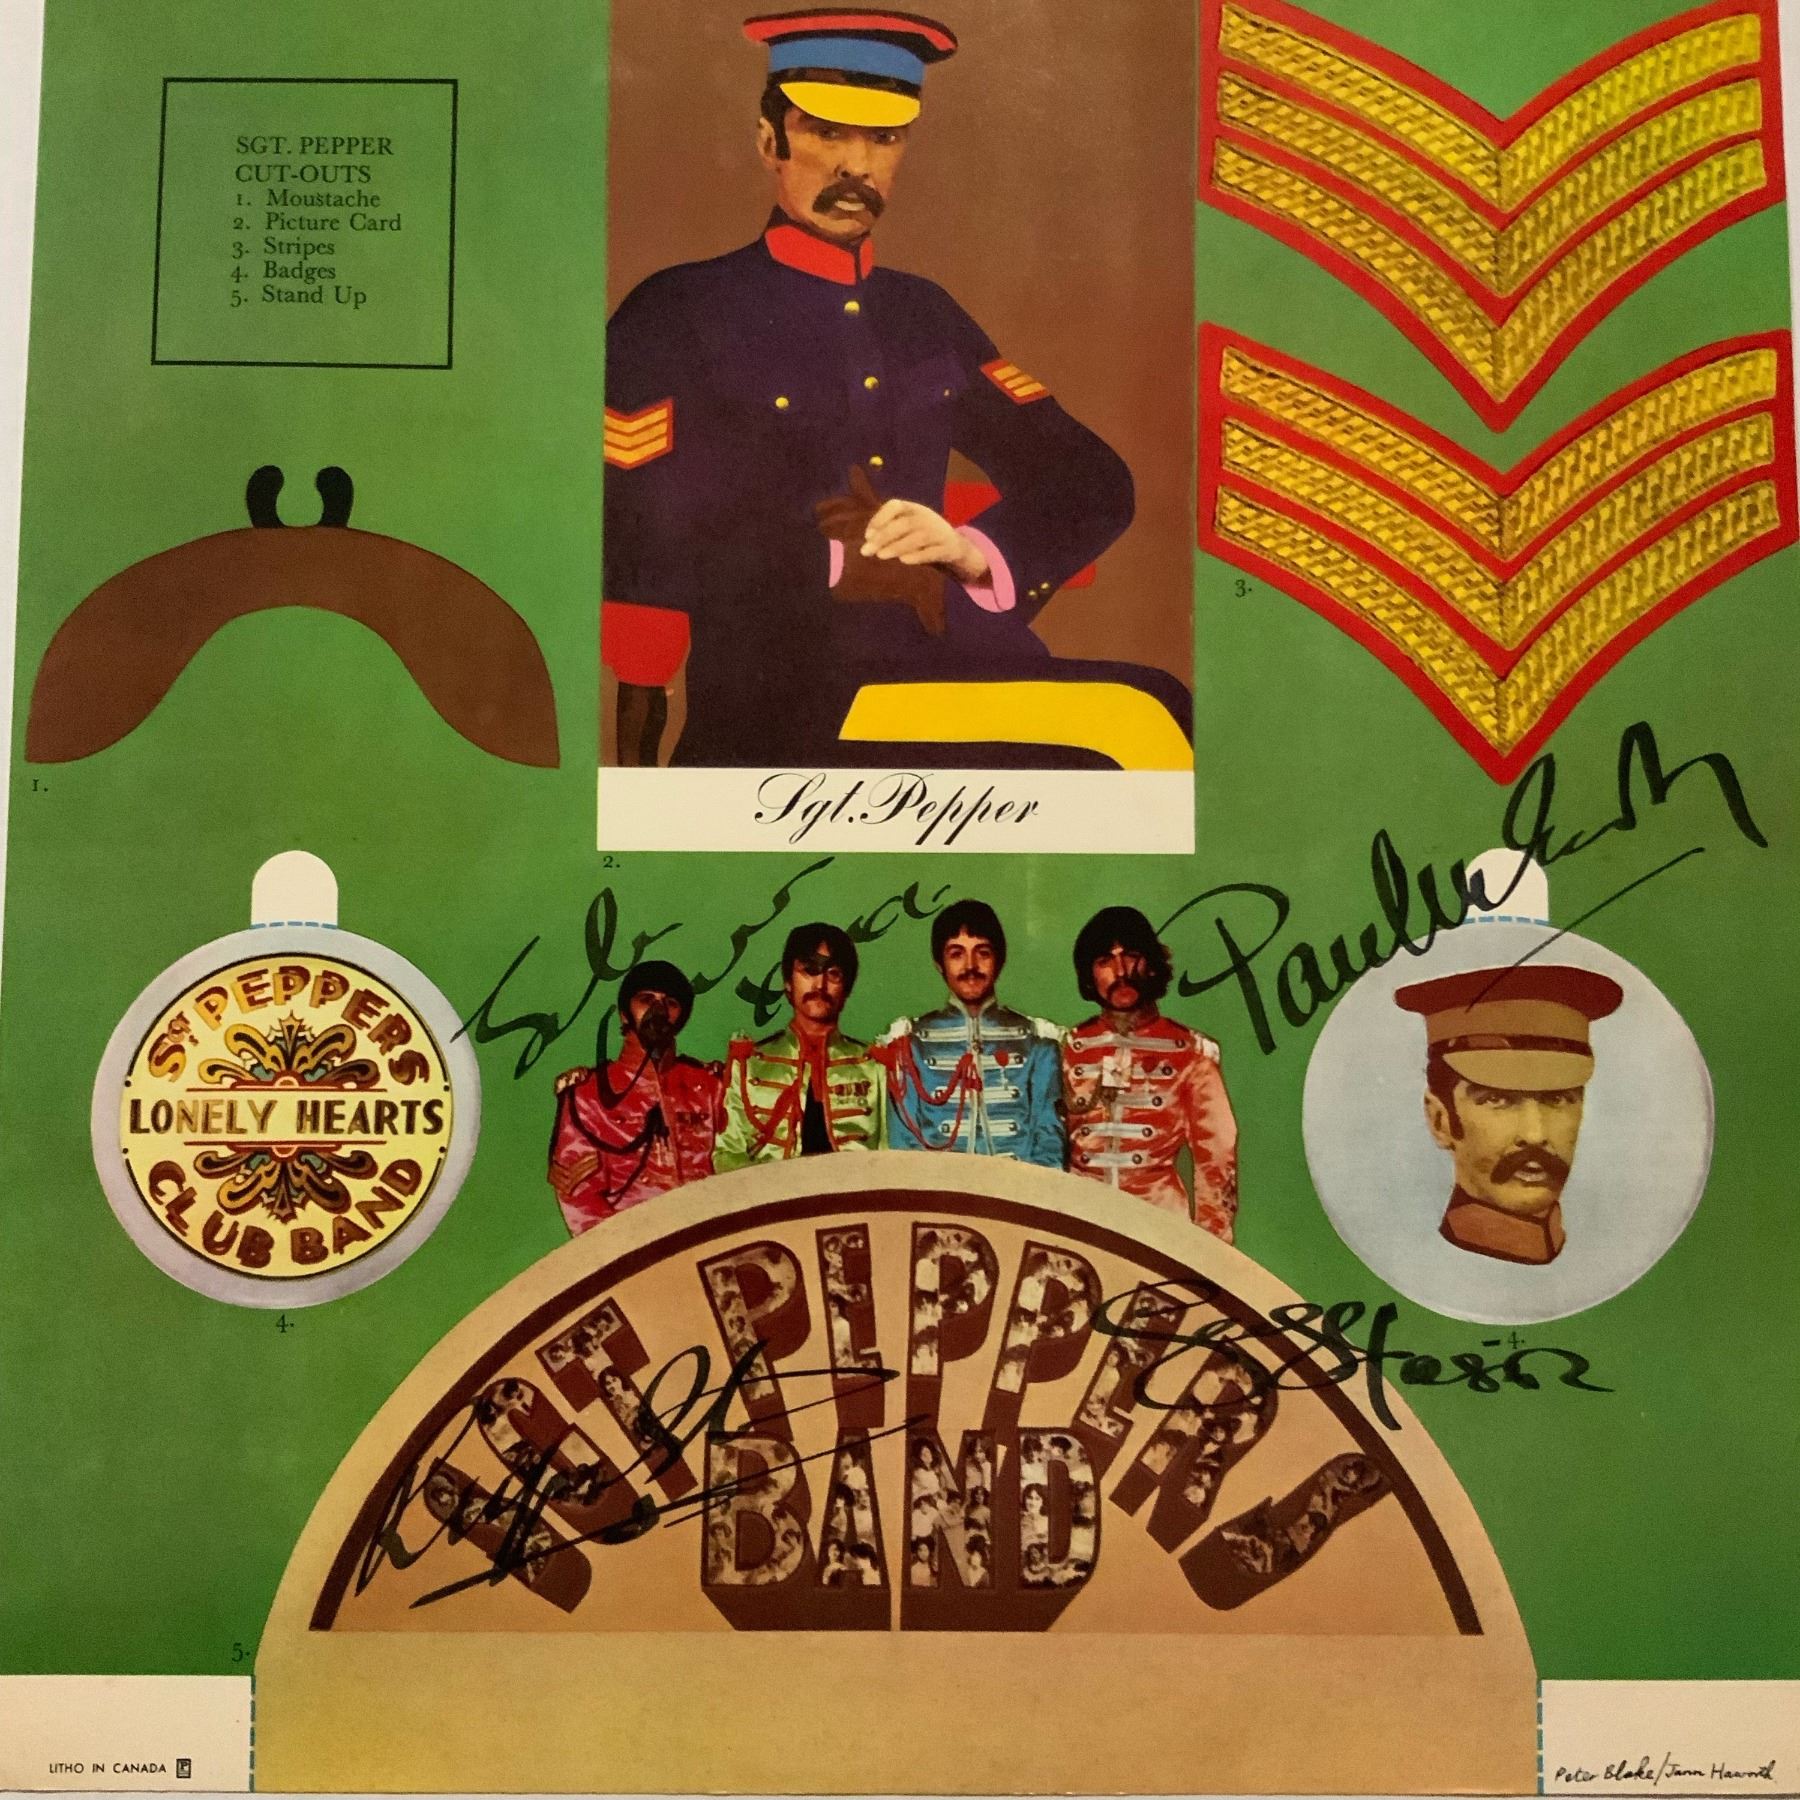 SGT. PEPPER
CUT-OUTS
1. Moustache
2. Picture Card
3. Stripes
4. Badges
5. Stand Up
3.
1.
Sgt. Pepper
2.
SGT PEPPERS
LONELY HEARTS
CLUB BAND
4.
4.
SGT PEPPERS
BAND
5.
LITHO IN CANADA P
Peter Blake/Jann Haworth